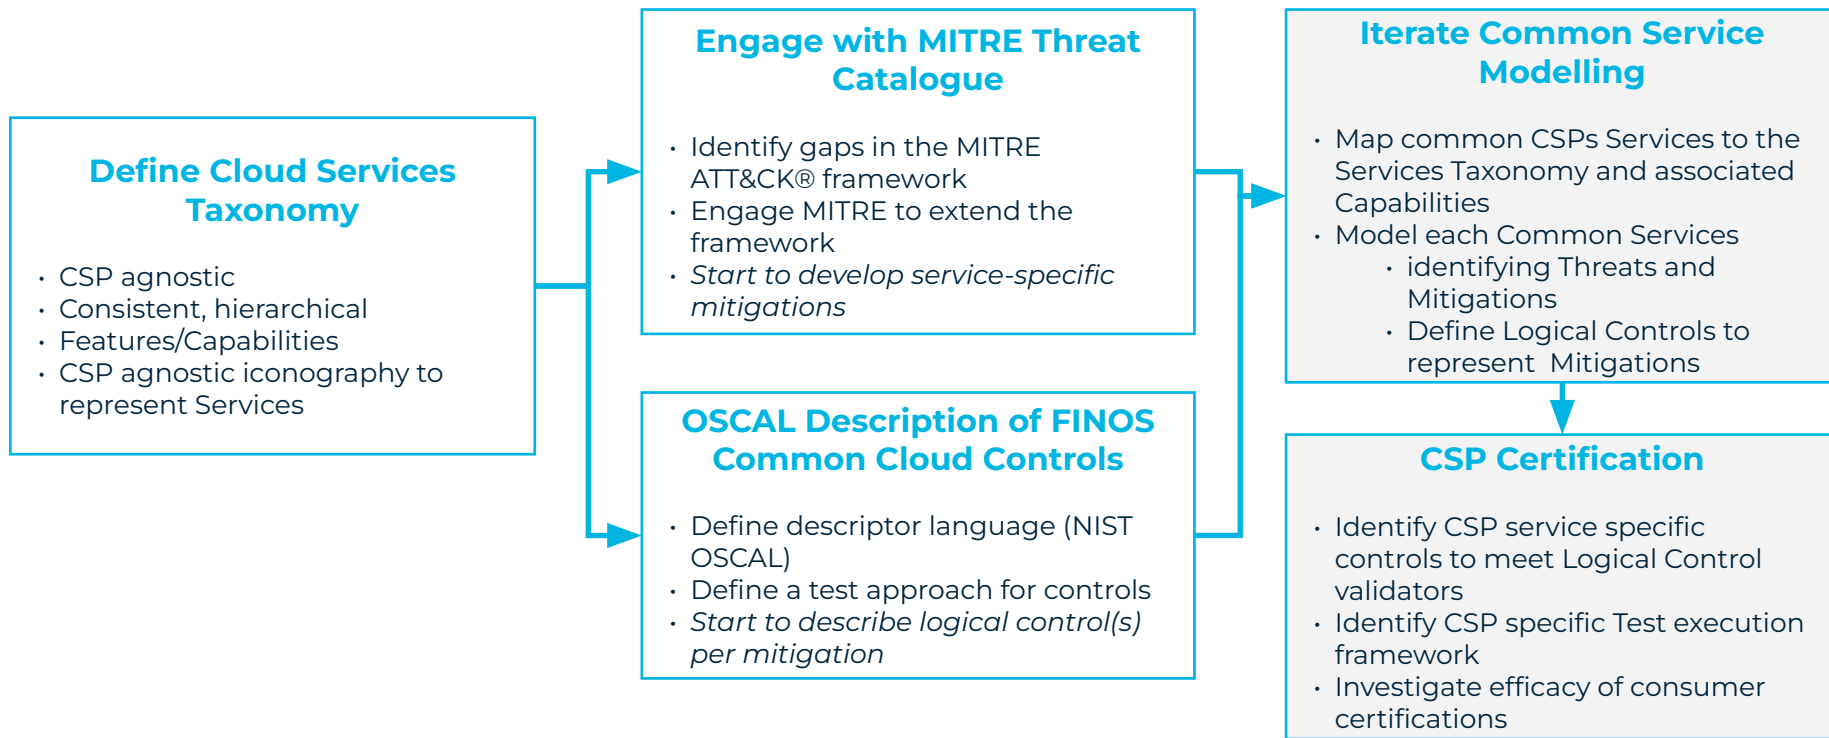 Define Cloud Services
Taxonomy
· CSP agnostic
· Consistent, hierarchical
· Features/Capabilities
· CSP agnostic iconography to
represent Services
Engage with MITRE Threat
Catalogue
· Identify gaps in the MITRE
ATT&CK® framework
· Engage MITRE to extend the
framework
· Start to develop service-specific
mitigations
OSCAL Description of FINOS
Common Cloud Controls
· Define descriptor language (NIST
OSCAL)
· Define a test approach for controls
· Start to describe logical control(s)
per mitigation
Iterate Common Service
Modelling
· Map common CSPs Services to the
Services Taxonomy and associated
Capabilities
· Model each Common Services
· identifying Threats and
Mitigations
· Define Logical Controls to
represent Mitigations
CSP Certification
· Identify CSP service specific
controls to meet Logical Control
validators
· Identify CSP specific Test execution
framework
· Investigate efficacy of consumer
certifications